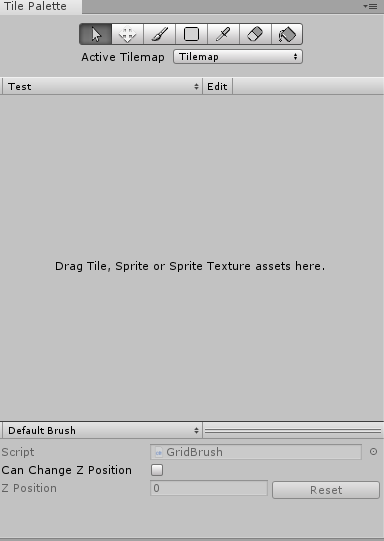 Tile Palette
Active Tilemap Tilemap
Test Edit
Drag Tile, Sprite or Sprite Texture assets here.
Default Brush
Script GridBrush
Can Change Z Position
Z Position 0 Reset